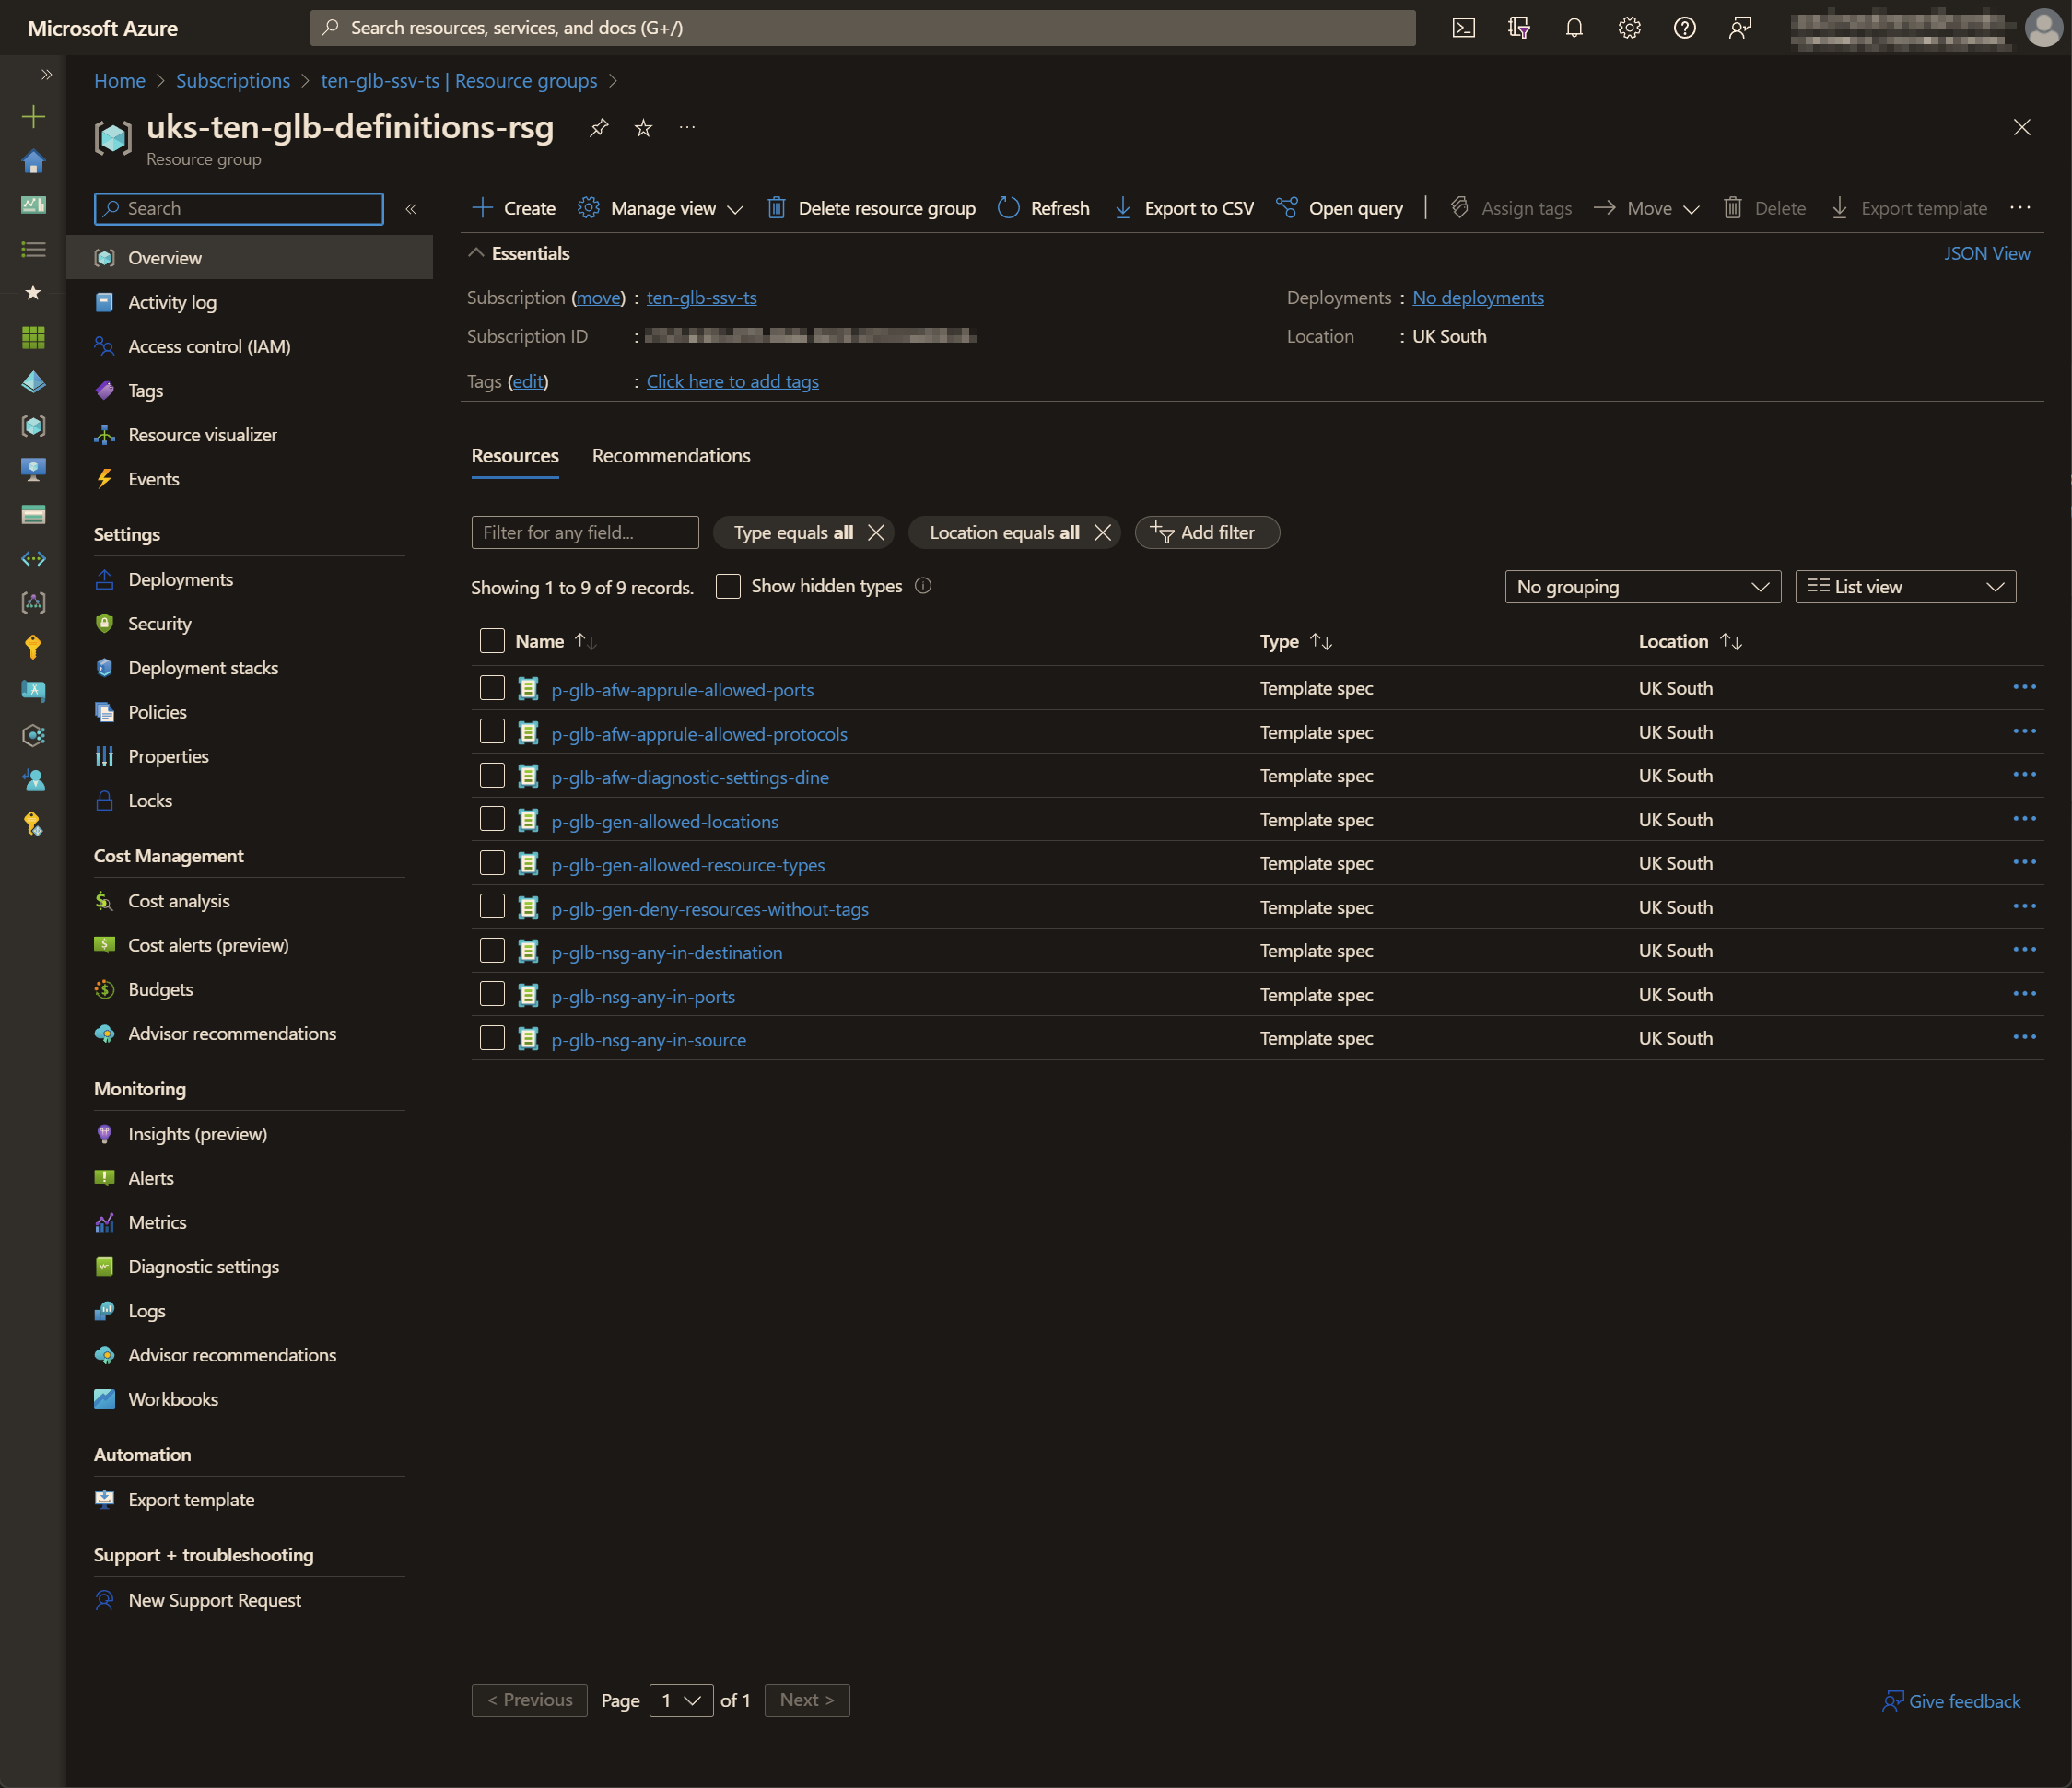 Microsoft Azure
Search resources, services, and docs (G+/)
Home > Subscriptions > ten-glb-ssv-ts | Resource groups >
uks-ten-glb-definitions-rsg ...
Resource group
Search
Overview
Activity log
Access control (IAM)
Tags
Resource visualizer
Events
Settings
Deployments
Security
Deployment stacks
Policies
Properties
Locks
Cost Management
Cost analysis
Cost alerts (preview)
Budgets
Advisor recommendations
Monitoring
Insights (preview)
Alerts
Metrics
Diagnostic settings
Logs
Advisor recommendations
Workbooks
Automation
Export template
Support + troubleshooting
New Support Request
Create Manage view Delete resource group Refresh Export to CSV Open query | Assign tags Move Delete Export template ...
Essentials JSON View
Subscription (move) : ten-glb-ssv-ts Deployments : No deployments
Subscription ID : Location : UK South
Tags (edit) : Click here to add tags
Resources Recommendations
Filter for any field... Type equals all Location equals all Add filter
Showing 1 to 9 of 9 records. Show hidden types No grouping List view
Name Type Location
p-glb-afw-apprule-allowed-ports Template spec UK South
p-glb-afw-apprule-allowed-protocols Template spec UK South
p-glb-afw-diagnostic-settings-dine Template spec UK South
p-glb-gen-allowed-locations Template spec UK South
p-glb-gen-allowed-resource-types Template spec UK South
p-glb-gen-deny-resources-without-tags Template spec UK South
p-glb-nsg-any-in-destination Template spec UK South
p-glb-nsg-any-in-ports Template spec UK South
p-glb-nsg-any-in-source Template spec UK South
< Previous Page 1 of 1 Next > Give feedback